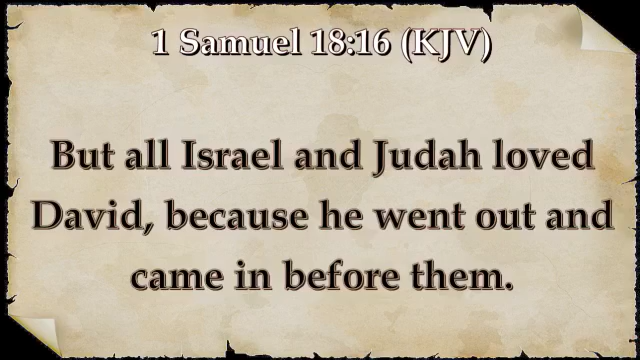 1 Samuel 18:16 (KJV)
But all Israel and Judah loved
David, because he went out and
came in before them.